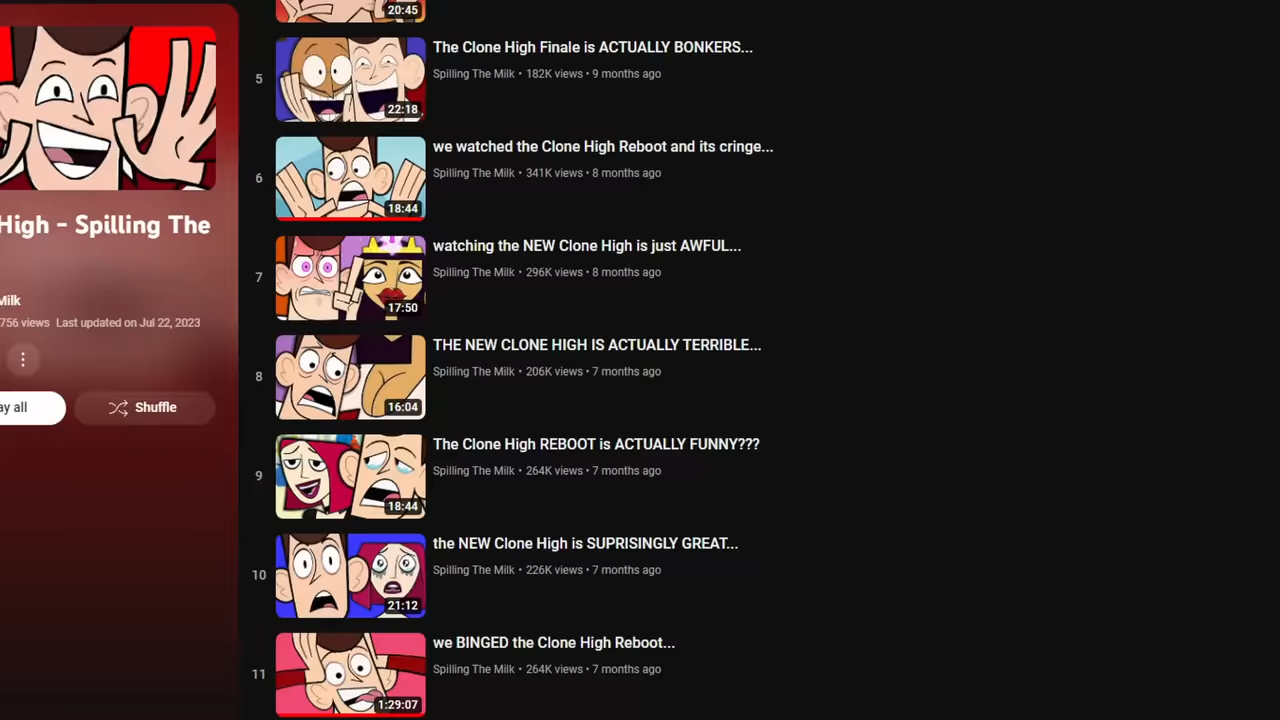 High - Spilling The
Milk
756 views Last updated on Jul 22, 2023
ay all
Shuffle
20:45
5
22:18
The Clone High Finale is ACTUALLY BONKERS...
Spilling The Milk • 182K views • 9 months ago
6
18:44
we watched the Clone High Reboot and its cringe...
Spilling The Milk • 341K views • 8 months ago
7
17:50
watching the NEW Clone High is just AWFUL...
Spilling The Milk • 296K views • 8 months ago
8
16:04
THE NEW CLONE HIGH IS ACTUALLY TERRIBLE...
Spilling The Milk • 206K views • 7 months ago
9
18:44
The Clone High REBOOT is ACTUALLY FUNNY???
Spilling The Milk • 264K views • 7 months ago
10
21:12
the NEW Clone High is SUPRISINGLY GREAT...
Spilling The Milk • 226K views • 7 months ago
11
1:29:07
we BINGED the Clone High Reboot...
Spilling The Milk • 264K views • 7 months ago